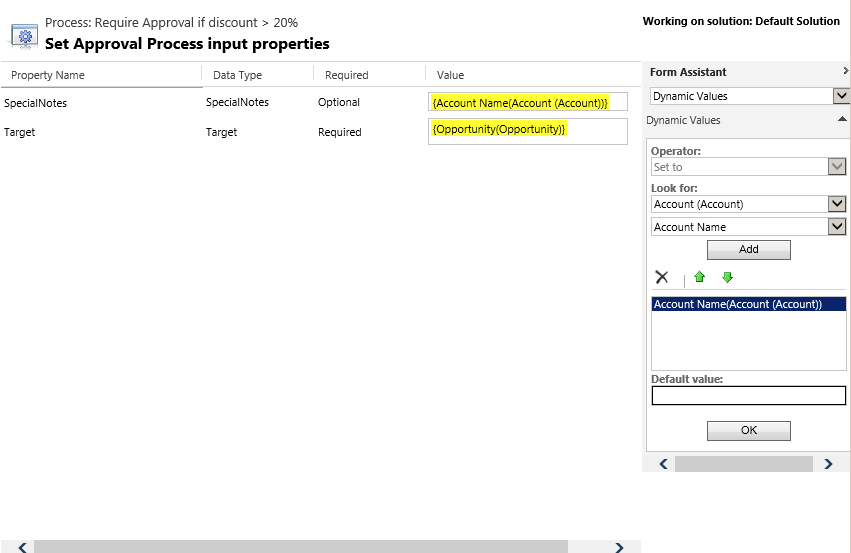 Process: Require Approval if discount > 20%
Set Approval Process input properties
Working on solution: Default Solution
Property Name Data Type Required Value
SpecialNotes SpecialNotes Optional {Account Name(Account (Account))}
Target Target Required {Opportunity(Opportunity)}
Form Assistant
Dynamic Values
Dynamic Values
Operator:
Set to
Look for:
Account (Account)
Account Name
Add
Account Name(Account (Account))
Default value:
OK